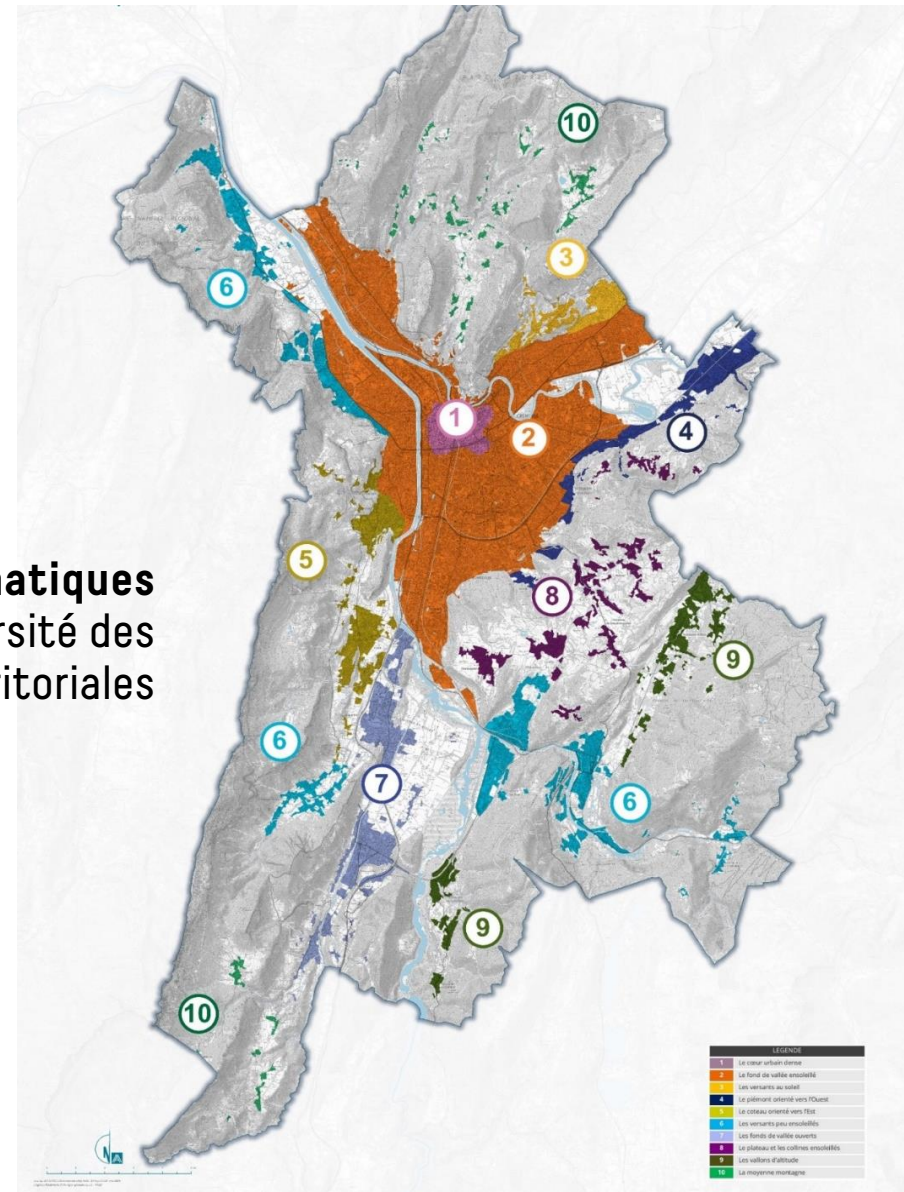 10
3
6
1
2
4
5
natiques
rsité des
ritoriales
8
9
6
7
6
9
10
LEGENDE
1 Le cœur urbain dense
2 Le fond de vallée ensoleillé
3 Les versants au soleil
4 Le piémont orienté vers l'Ouest
5 Le coteau orienté vers l'Est
6 Les versants peu ensoleillés
7 Les fonds de vallée ouverts
8 Le plateau et les collines ensoleillés
9 Les vallons d'altitude
10 La moyenne montagne
N